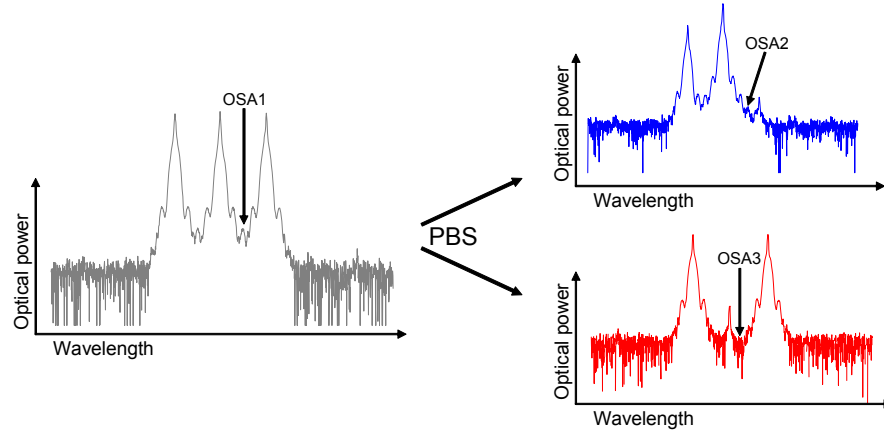 OSA1
Optical power
Wavelength
PBS
OSA2
Optical power
Wavelength
OSA3
Optical power
Wavelength